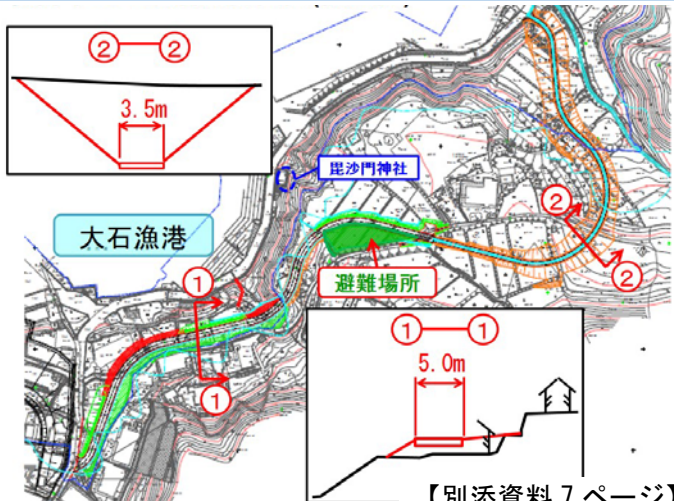 ②―②
3.5m
毘沙門神社
大石漁港
②
①
避難場所
②
①―①
①
5.0m
【別添資料７ページ】